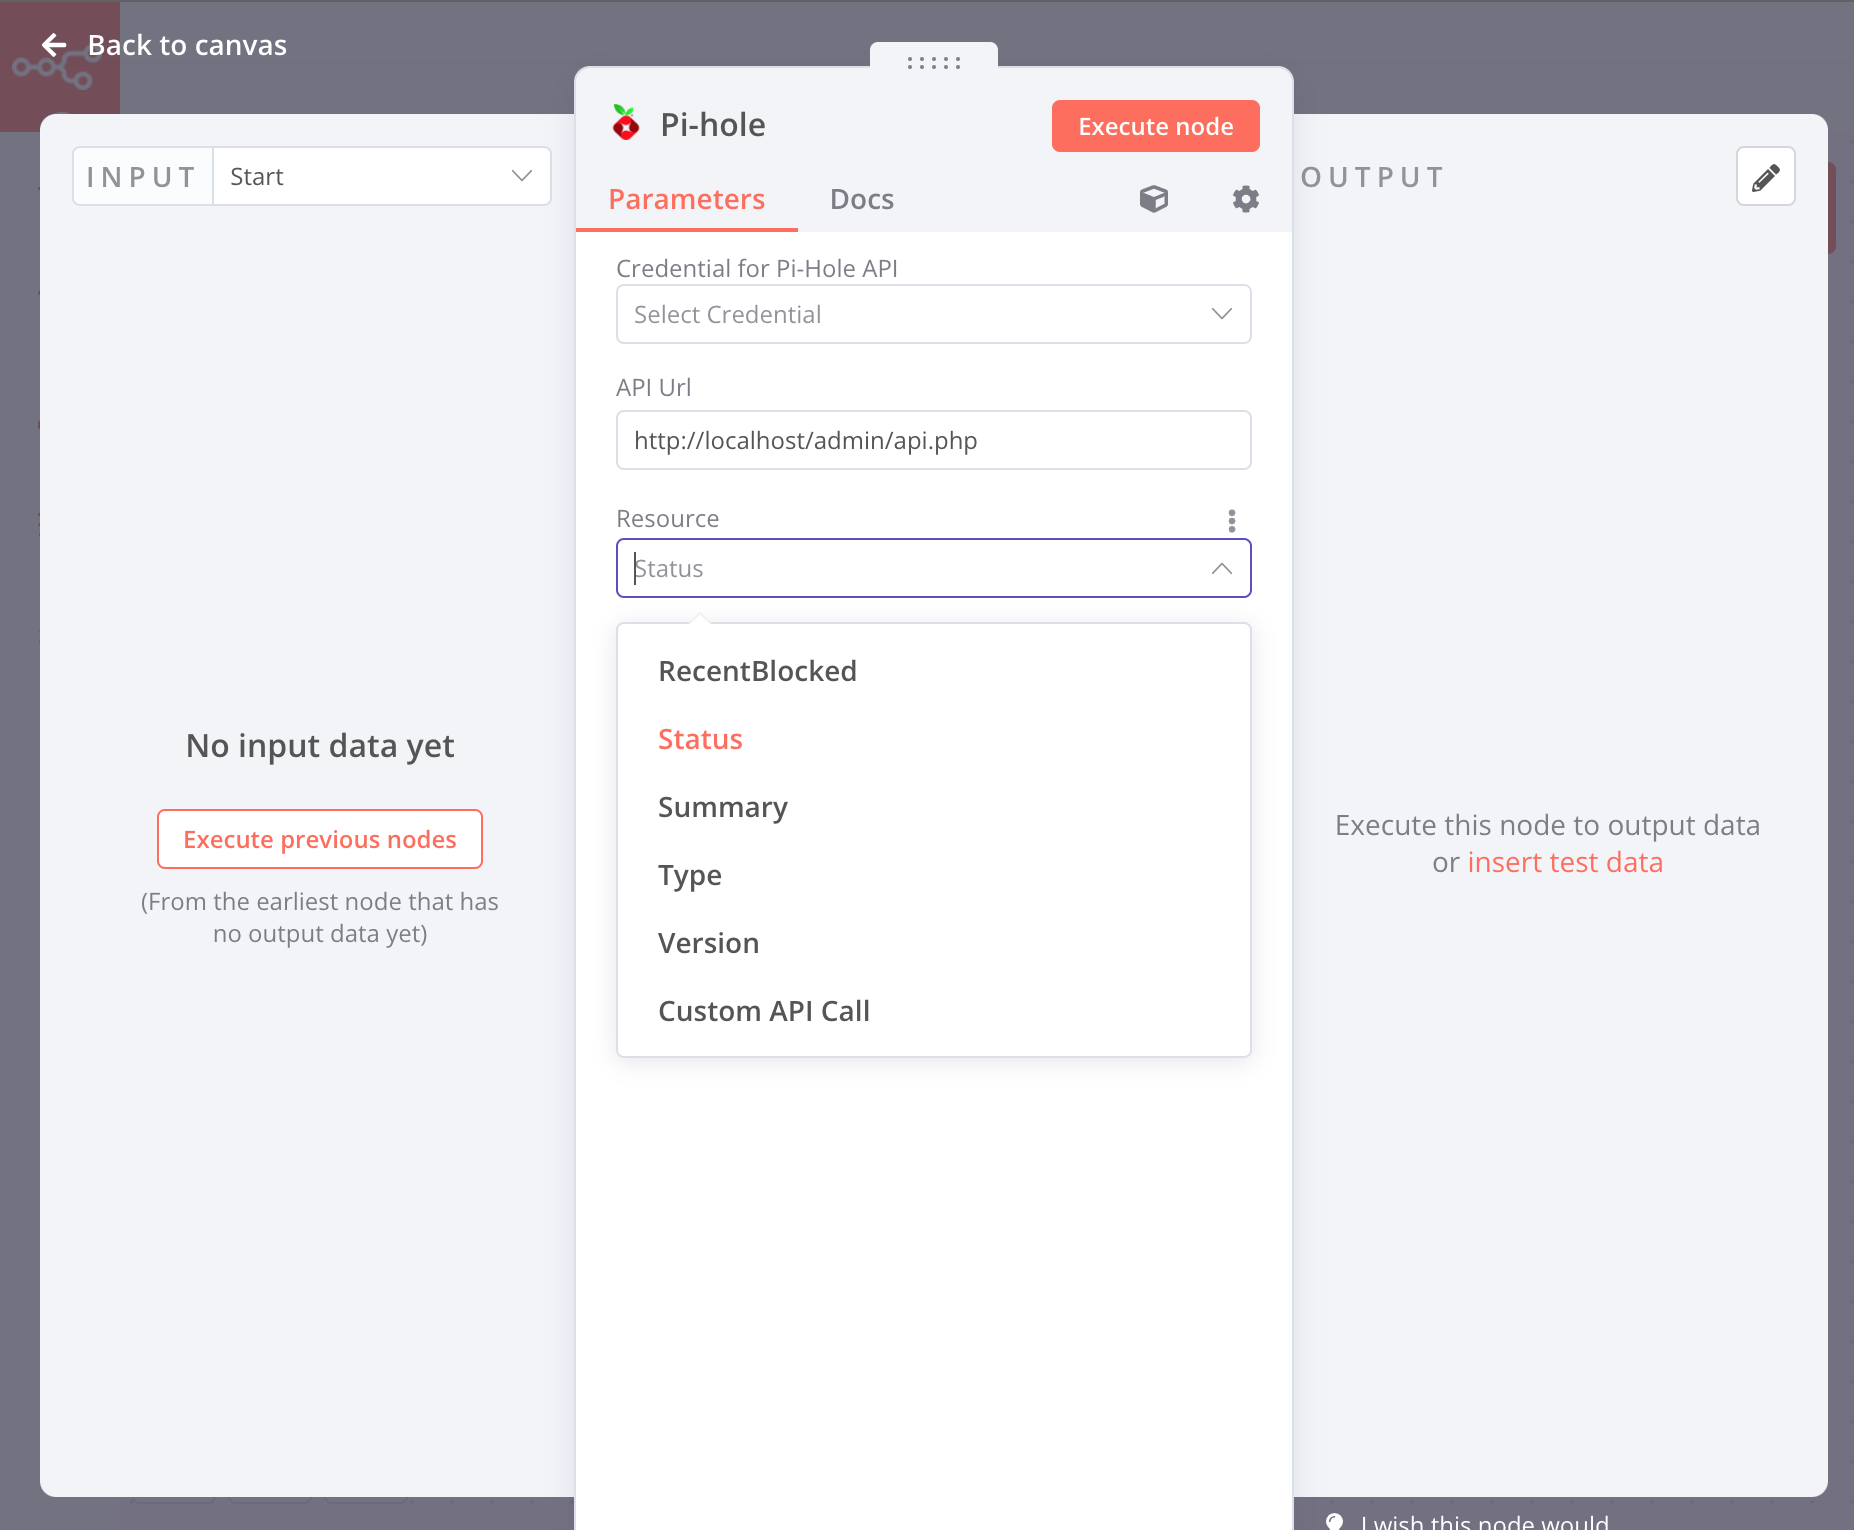 Back to canvas
INPUT
Start
No input data yet
Execute previous nodes
(From the earliest node that has
no output data yet)
Pi-hole
Execute node
Parameters
Docs
Credential for Pi-Hole API
Select Credential
API Url
http://localhost/admin/api.php
Resource
Status
RecentBlocked
Status
Summary
Type
Version
Custom API Call
OUTPUT
Execute this node to output data
or insert test data
I wish this node would